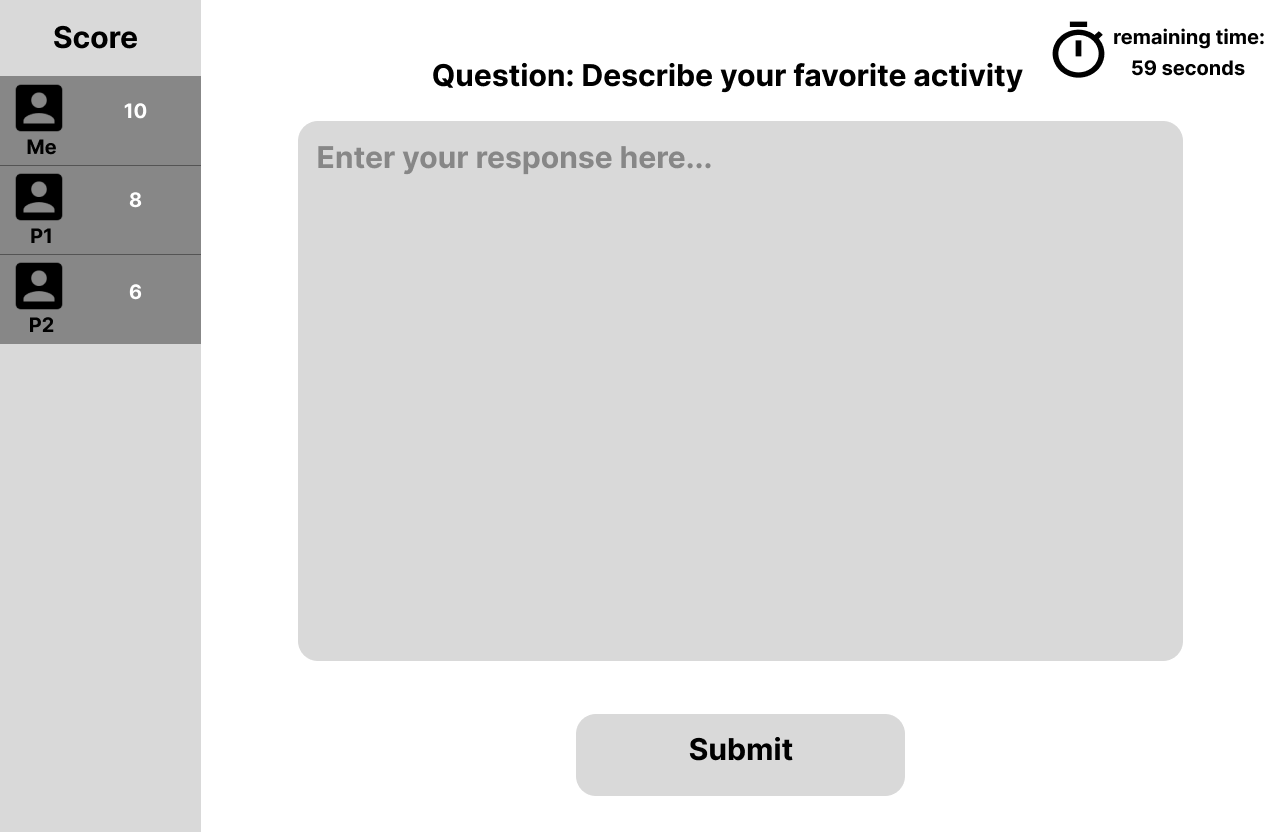 Score
10
Me
8
P1
6
P2
Question: Describe your favorite activity
remaining time:
59 seconds
Enter your response here...
Submit